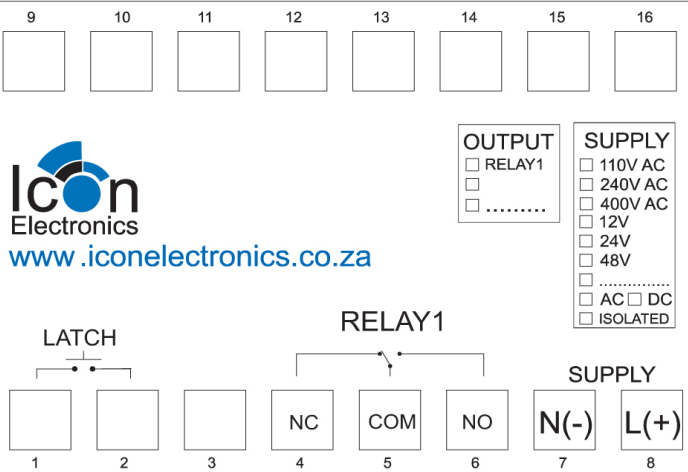 9 10 11 12 13 14 15 16
Icon
Electronics
www.iconelectronics.co.za
OUTPUT
RELAY1
.........
SUPPLY
110V AC
240V AC
400V AC
12V
24V
48V
...............
AC DC
ISOLATED
LATCH
RELAY1
SUPPLY
NC COM NO N(-) L(+)
1 2 3 4 5 6 7 8